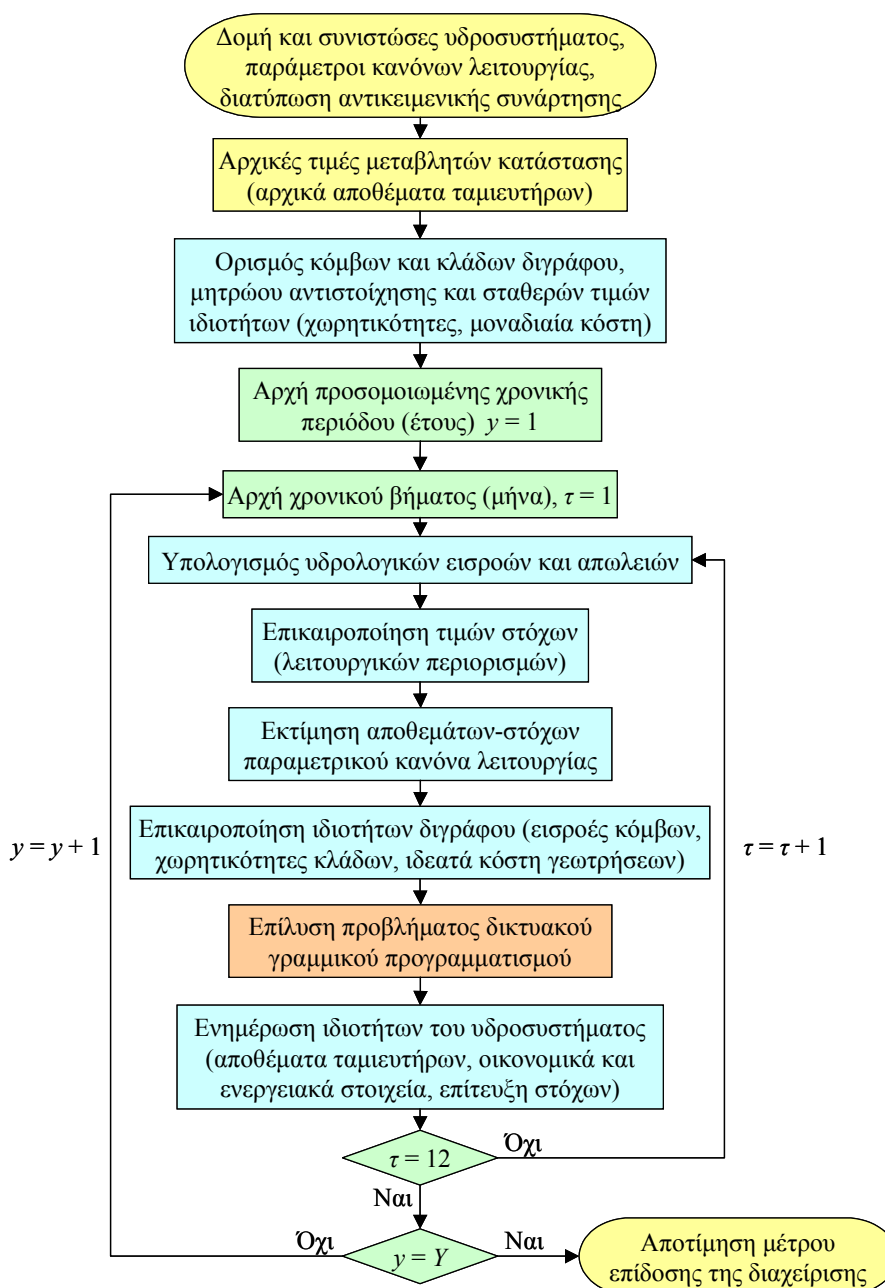 Δομή και συνιστώσες υδροσυστήματος,
παράμετροι κανόνων λειτουργίας,
διατύπωση αντικειμενικής συνάρτησης
Αρχικές τιμές μεταβλητών κατάστασης
(αρχικά αποθέματα ταμιευτήρων)
Ορισμός κόμβων και κλάδων διγράφου,
μητρώου αντιστοίχησης και σταθερών τιμών
ιδιοτήτων (χωρητικότητες, μοναδιαία κόστη)
Αρχή προσομοιωμένης χρονικής
περιόδου (έτους) y = 1
Αρχή χρονικού βήματος (μήνα), τ = 1
Υπολογισμός υδρολογικών εισροών και απωλειών
Επικαιροποίηση τιμών στόχων
(λειτουργικών περιορισμών)
Εκτίμηση αποθεμάτων-στόχων
παραμετρικού κανόνα λειτουργίας
y = y + 1
τ = τ + 1
Επικαιροποίηση ιδιοτήτων διγράφου (εισροές κόμβων,
χωρητικότητες κλάδων, ιδεατά κόστη γεωτρήσεων)
Επίλυση προβλήματος δικτυακού
γραμμικού προγραμματισμού
Ενημέρωση ιδιοτήτων του υδροσυστήματος
(αποθέματα ταμιευτήρων, οικονομικά και
ενεργειακά στοιχεία, επίτευξη στόχων)
τ = 12
Όχι
Ναι
Όχι
y = Y
Ναι
Αποτίμηση μέτρου
επίδοσης της διαχείρισης